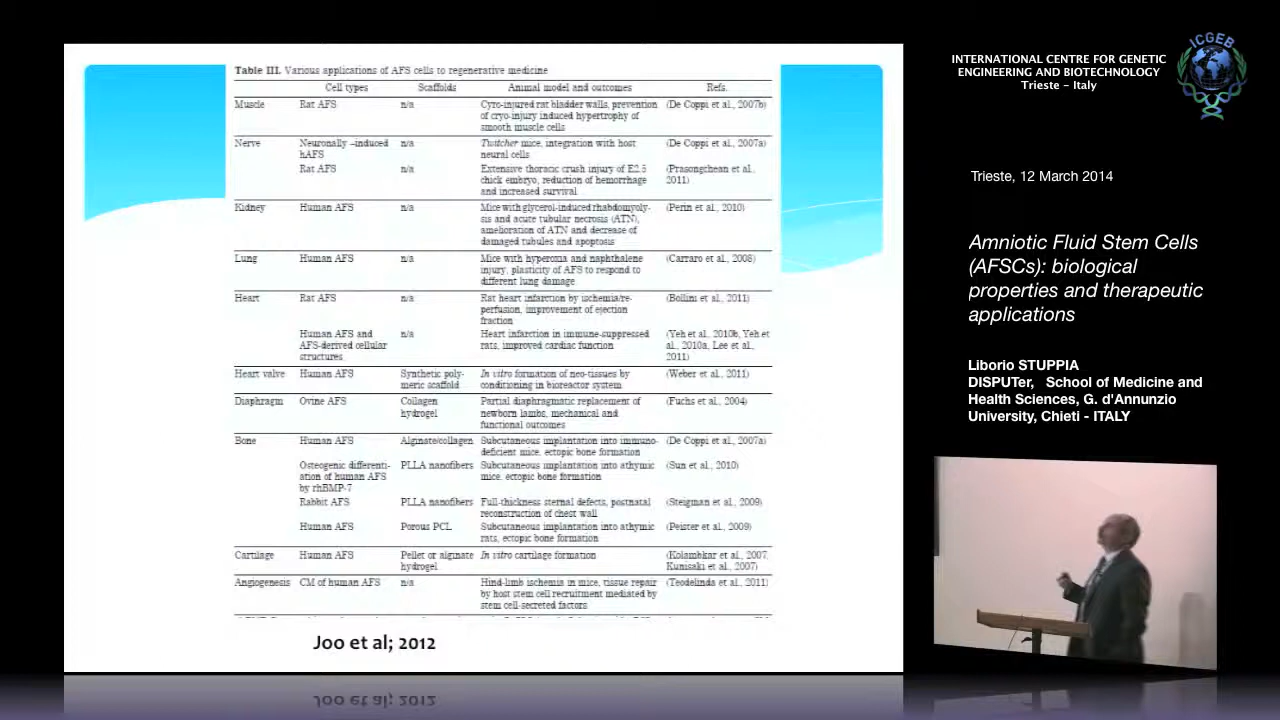 Table III. Various applications of AFS cells to regenerative medicine
Cell types Scaffolds Animal model and outcomes Refs.
Muscle Rat AFS n/a Cyro-injured rat bladder walls, prevention (De Coppi et al., 2007b)
of cryo-injury induced hypertrophy of
smooth muscle cells
Nerve Neuronally –induced n/a Twitcher mice, integration with host (De Coppi et al., 2007a)
hAFS neural cells
Rat AFS n/a Extensive thoracic crush injury of E2.5 (Prasongchean et al.,
chick embryo, reduction of hemorrhage 2011)
and increased survival
Kidney Human AFS n/a Mice with glycerol-induced rhabdomyoly- (Perin et al., 2010)
sis and acute tubular necrosis (ATN),
amelioration of ATN and decrease of
damaged tubules and apoptosis
Lung Human AFS n/a Mice with hyperoxia and naphthalene (Carraro et al., 2008)
injury, plasticity of AFS to respond to
different lung damage
Heart Rat AFS n/a Rat heart infarction by ischemia/re- (Bollini et al., 2011)
perfusion, improvement of ejection
fraction
Human AFS and n/a Heart infarction in immune-suppressed (Yeh et al., 2010b, Yeh et
AFS-derived cellular rats, improved cardiac function al., 2010a, Lee et al.,
structures 2011)
Heart valve Human AFS Synthetic poly- In vitro formation of neo-tissues by (Weber et al., 2011)
meric scaffold conditioning in bioreactor system
Diaphragm Ovine AFS Collagen Partial diaphragmatic replacement of (Fuchs et al., 2004)
hydrogel newborn lambs, mechanical and
functional outcomes
Bone Human AFS Alginate/collagen Subcutaneous implantation into immuno- (De Coppi et al., 2007a)
deficient mice, ectopic bone formation
Osteogenic differenti- PLLA nanofibers Subcutaneous implantation into athymic (Sun et al., 2010)
ation of human AFS mice, ectopic bone formation
by rhBMP-7
Rabbit AFS PLLA nanofibers Full-thickness sternal defects, postnatal (Steigman et al., 2009)
reconstruction of chest wall
Human AFS Porous PCL Subcutaneous implantation into athymic (Peister et al., 2009)
rats, ectopic bone formation
Cartilage Human AFS Pellet or alginate In vitro cartilage formation (Kolambkar et al., 2007,
hydrogel Kunisaki et al., 2007)
Angiogenesis CM of human AFS n/a Hind-limb ischemia in mice, tissue repair (Teodelinda et al., 2011)
by host stem cell recruitment mediated by
stem cell-secreted factors
Joo et al; 2012
INTERNATIONAL CENTRE FOR GENETIC
ENGINEERING AND BIOTECHNOLOGY
Trieste – Italy
ICGEB
Trieste, 12 March 2014
Amniotic Fluid Stem Cells
(AFSCs): biological
properties and therapeutic
applications
Liborio STUPPIA
DISPUTer, School of Medicine and
Health Sciences, G. d'Annunzio
University, Chieti - ITALY